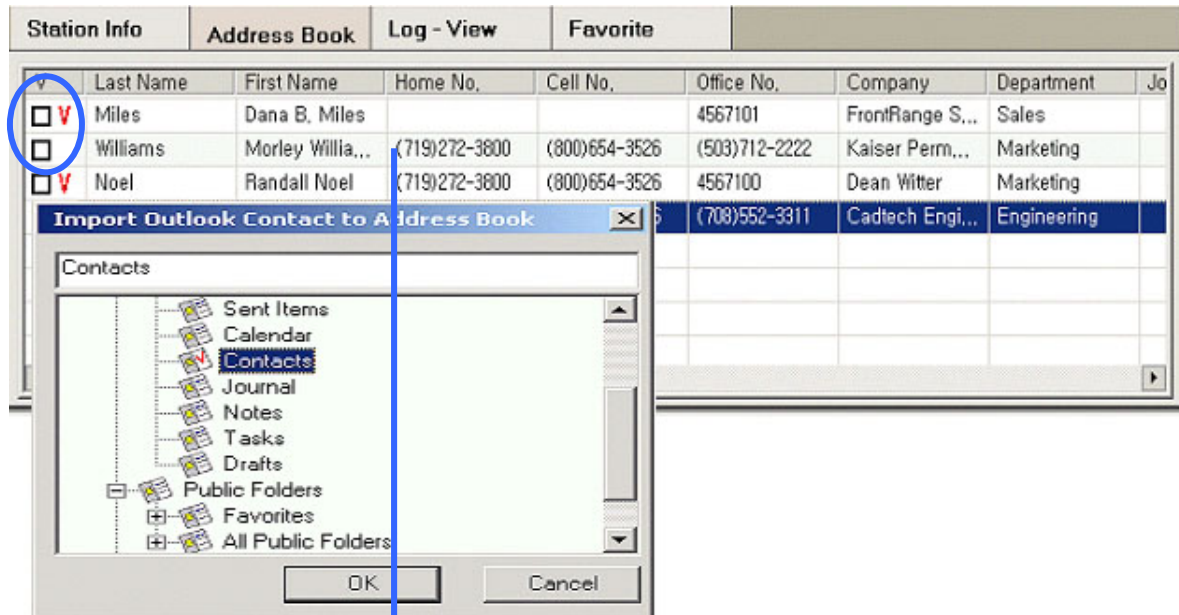 Station Info Address Book Log - View Favorite
V Last Name First Name Home No, Cell No, Office No, Company Department Jo
V Miles Dana B, Miles 4567101 FrontRange S,,, Sales
Williams Morley Willia,,, (719)272-3800 (800)654-3526 (503)712-2222 Kaiser Perm,,, Marketing
V Noel Randall Noel (719)272-3800 (800)654-3526 4567100 Dean Witter Marketing
(708)552-3311 Cadtech Engi,,, Engineering
Import Outlook Contact to Address Book
Contacts
Sent Items
Calendar
Contacts
Journal
Notes
Tasks
Drafts
Public Folders
Favorites
All Public Folders
OK Cancel